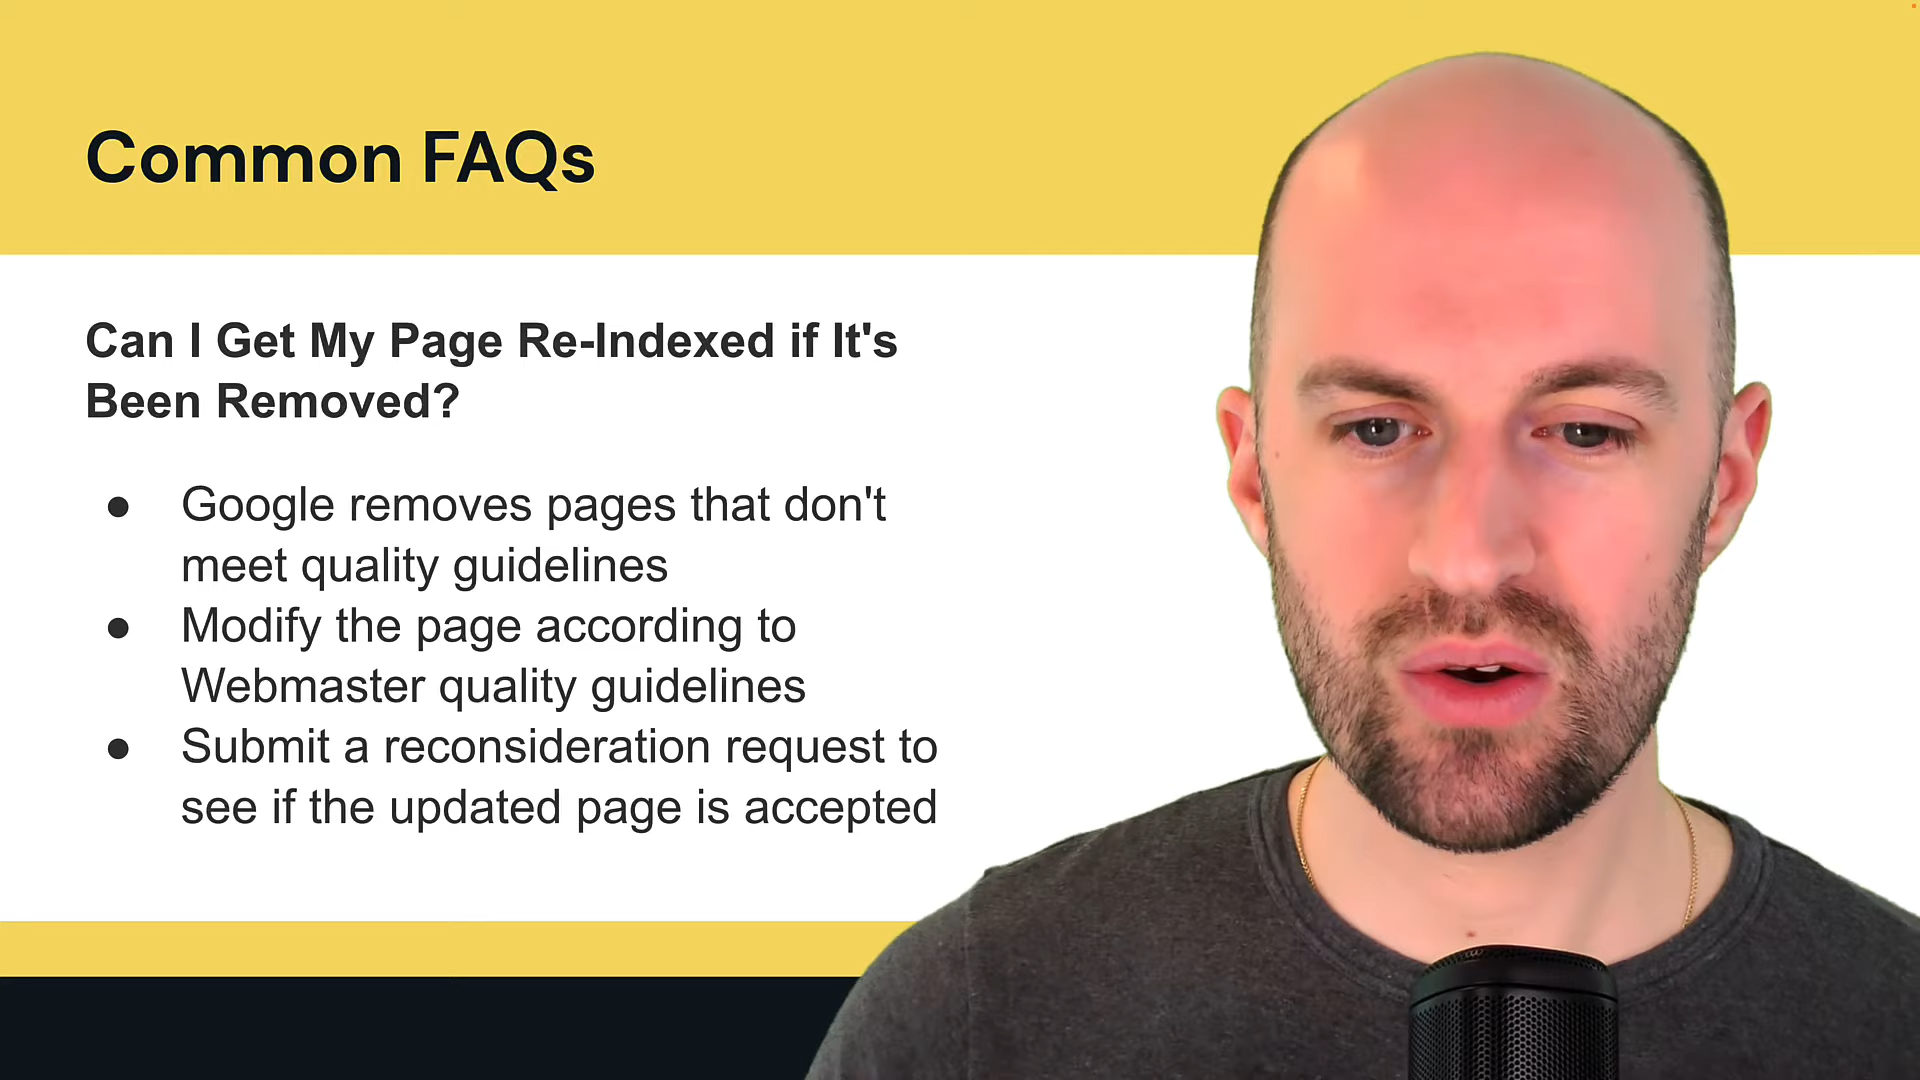 Common FAQs
Can I Get My Page Re-Indexed if It's
Been Removed?
● Google removes pages that don't
meet quality guidelines
● Modify the page according to
Webmaster quality guidelines
● Submit a reconsideration request to
see if the updated page is accepted